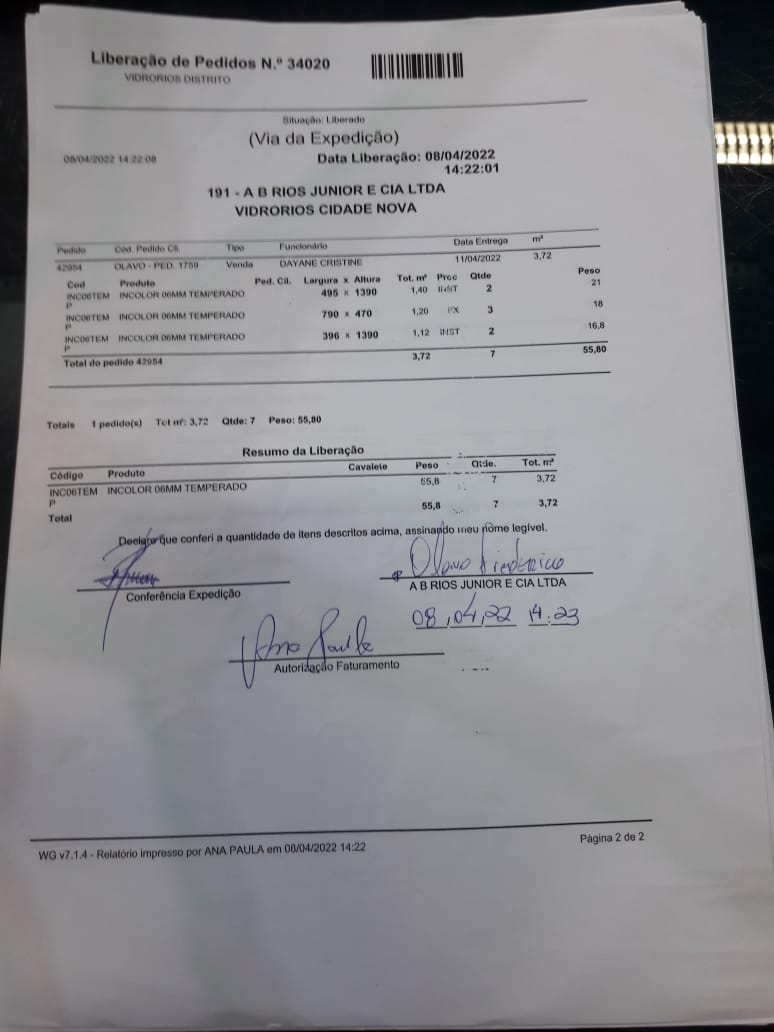 Liberação de Pedidos N.º 34020
VIDRORIOS DISTRITO
Situação: Liberado
(Via da Expedição)
08/04/2022 14:22:08
Data Liberação: 08/04/2022
14:22:01
191 - A B RIOS JUNIOR E CIA LTDA
VIDRORIOS CIDADE NOVA
Pedido Cód. Pedido Cli. Tipo Funcionário Data Entrega m²
42054 OLAVO - PED. 1759 Venda DAYANE CRISTINE 11/04/2022 3,72
Cod Produto Ped. Cli. Largura x Altura Tot. m² Proc Qtde Peso
INC06TEM INCOLOR 06MM TEMPERADO 495 x 1390 1,40 INST 2 21
P
INC06TEM INCOLOR 06MM TEMPERADO 790 x 470 1,20 FX 3 18
P
INC06TEM INCOLOR 06MM TEMPERADO 396 x 1390 1,12 INST 2 16,8
P
Total do pedido 42054 3,72 7 55,80
Totais 1 pedido(s) Tot m²: 3,72 Qtde: 7 Peso: 55,80
Resumo da Liberação
Código Produto Cavalete Peso Qtde. Tot. m²
INC06TEM INCOLOR 06MM TEMPERADO 55,8 7 3,72
P
Total 55,8 7 3,72
Declaro que conferi a quantidade de itens descritos acima, assinando meu nome legível.
Olavo Frederico
Conferência Expedição
A B RIOS JUNIOR E CIA LTDA
08,04,22 14:23
Ana Paula
Autorização Faturamento
WG v7.1.4 - Relatório impresso por ANA PAULA em 08/04/2022 14:22
Página 2 de 2